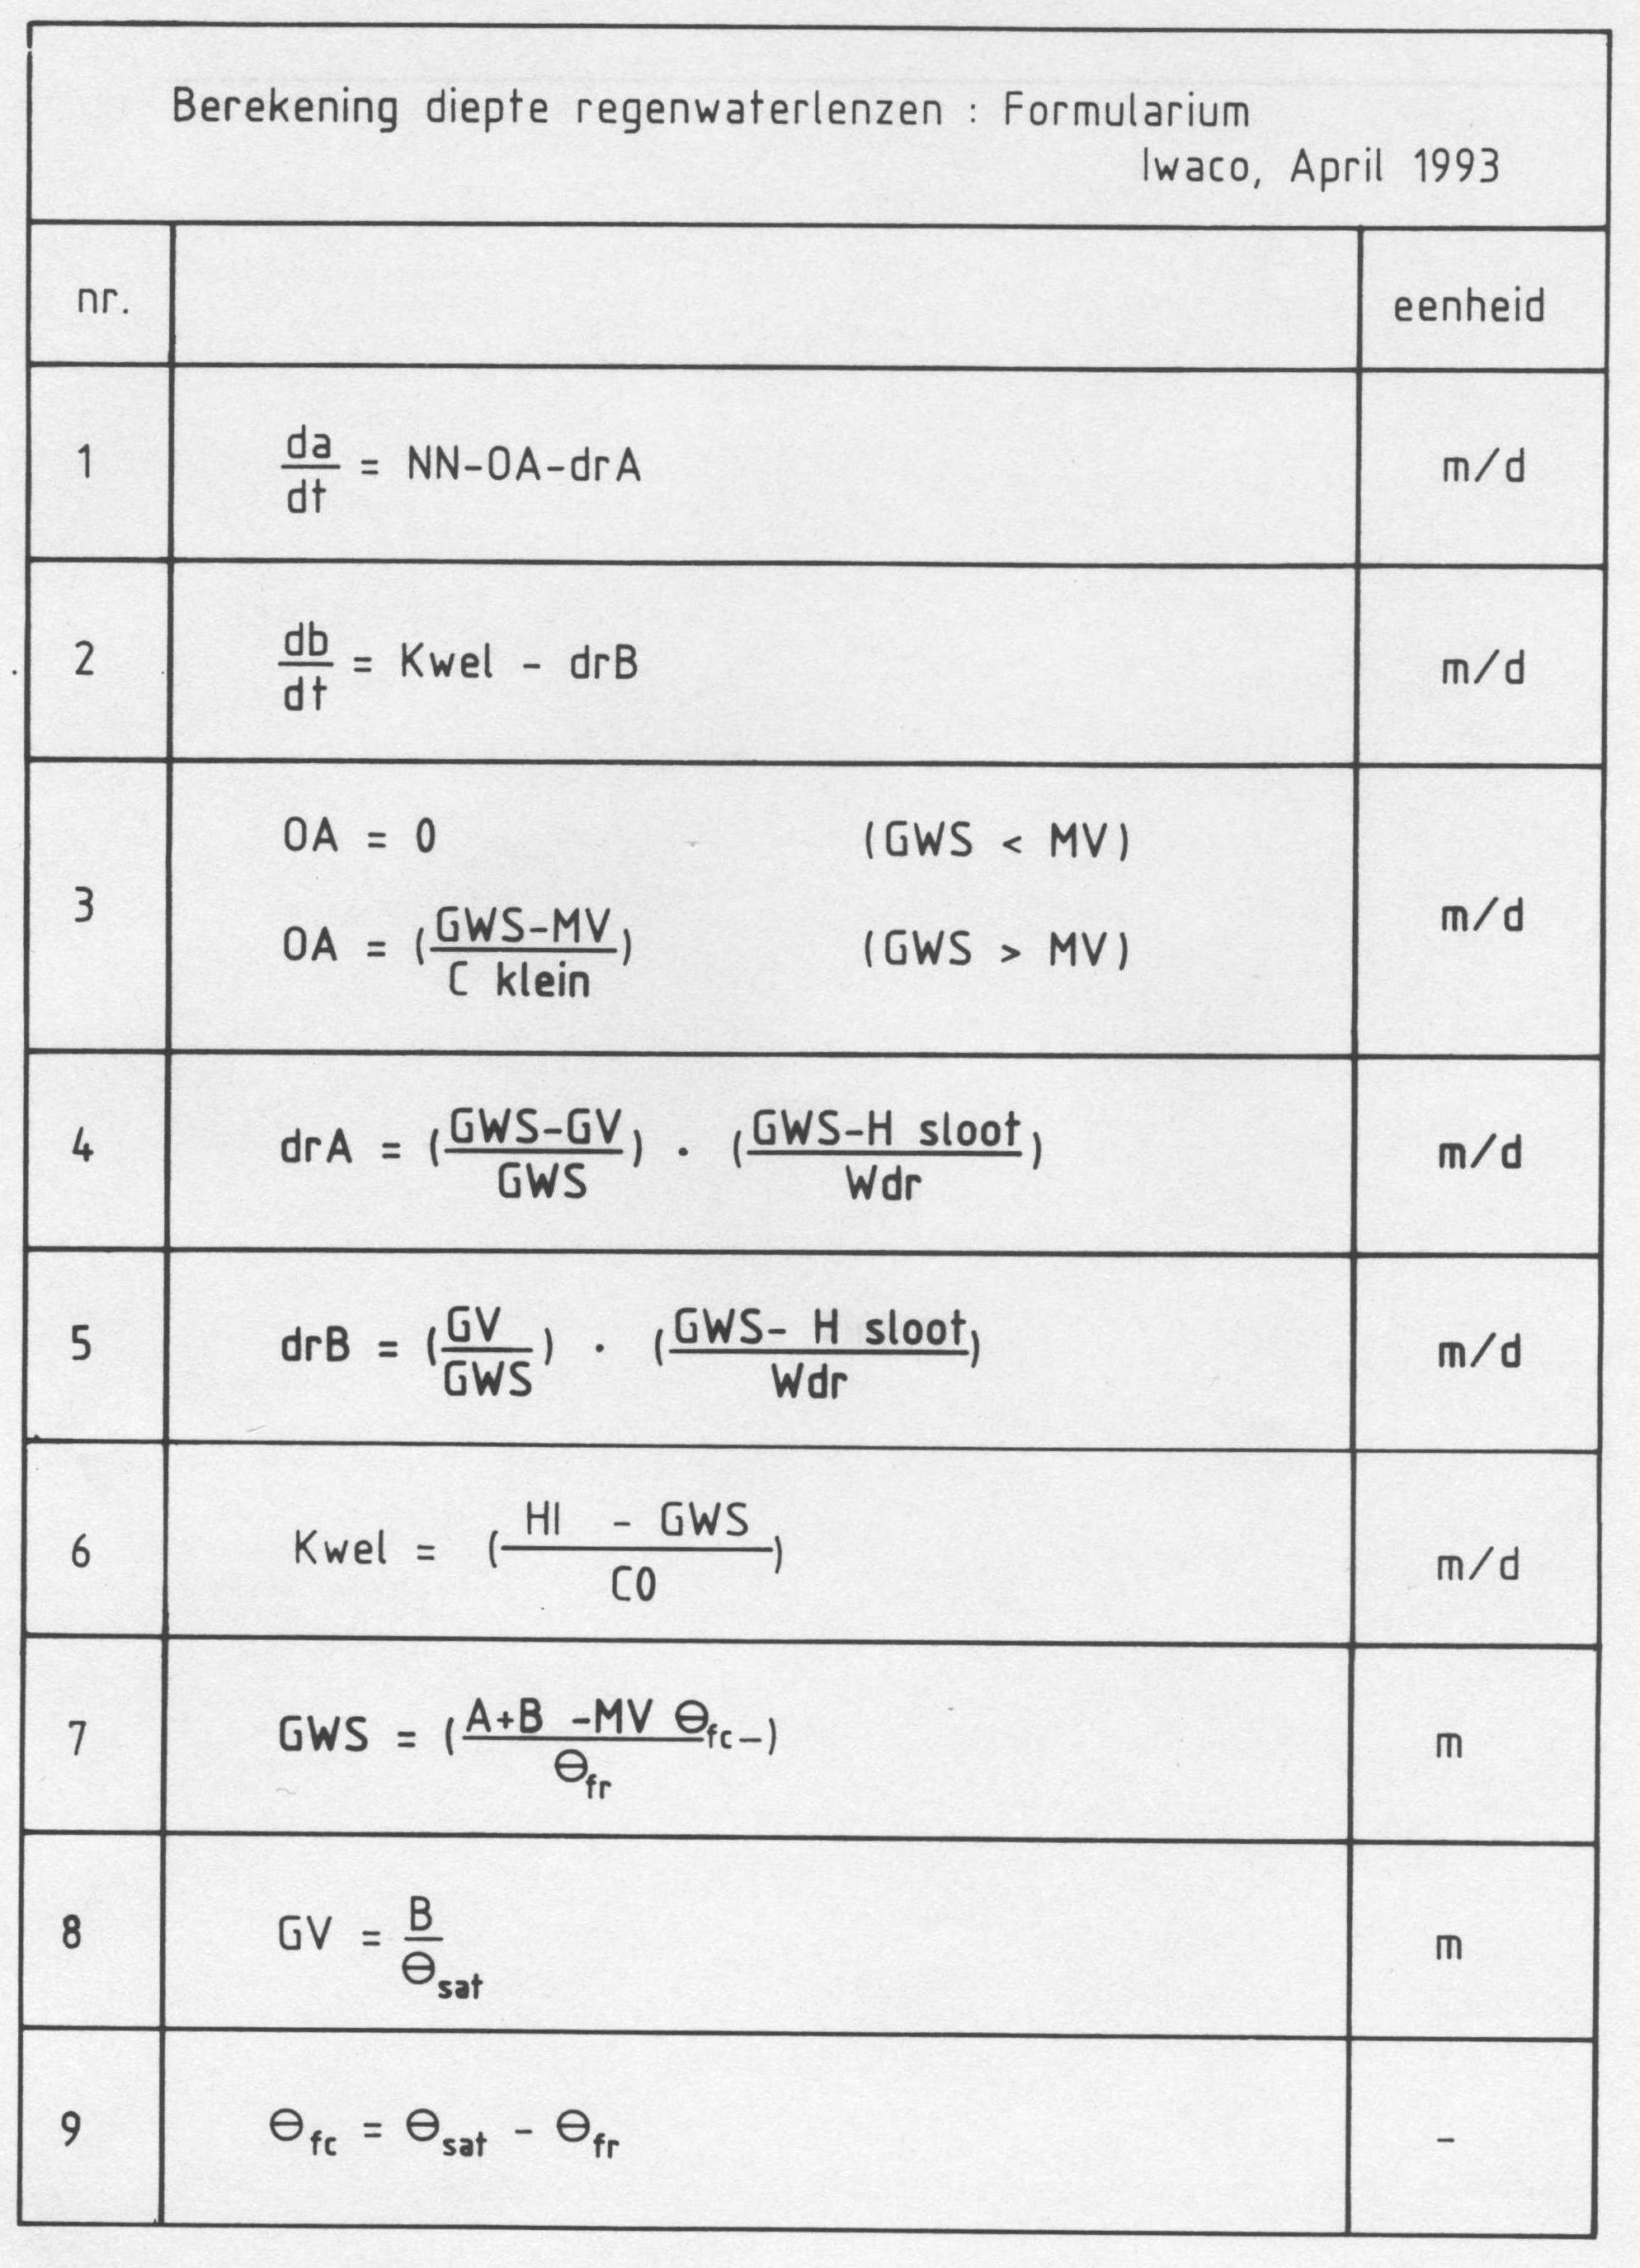 Berekening diepte regenwaterlenzen : Formularium
Iwaco, April 1993
nr. eenheid
1 da/dt = NN-OA-drA m/d
2 db/dt = Kwel - drB m/d
3 OA = 0 (GWS < MV)
OA = (GWS-MV/C klein) (GWS > MV) m/d
4 drA = (GWS-GV/GWS) · (GWS-H sloot/Wdr) m/d
5 drB = (GV/GWS) · (GWS- H sloot/Wdr) m/d
6 Kwel = (HI - GWS/C0) m/d
7 GWS = (A+B -MV Θfc-/Θfr) m
8 GV = B/Θsat m
9 Θfc = Θsat - Θfr -